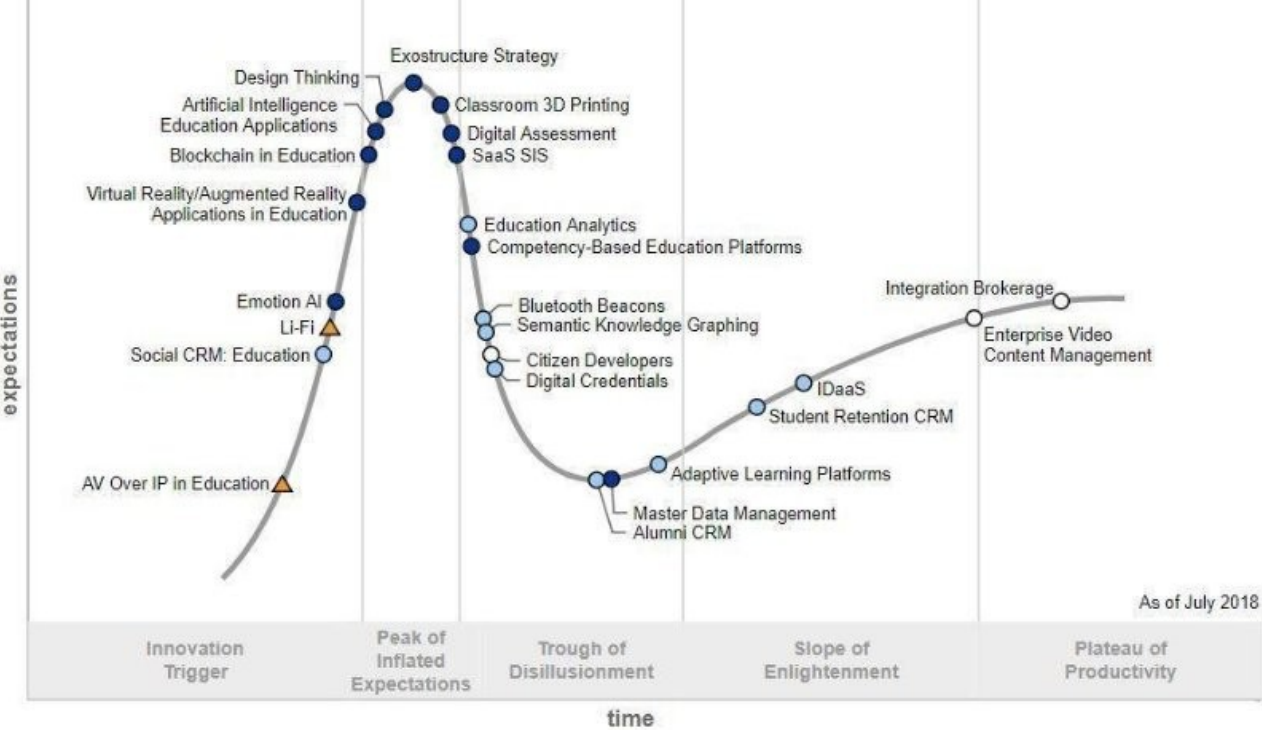 Exostructure Strategy
Design Thinking
Artificial Intelligence
Education Applications
Classroom 3D Printing
Digital Assessment
Blockchain in Education
SaaS SIS
Virtual Reality/Augmented Reality
Applications in Education
Education Analytics
Competency-Based Education Platforms
Emotion AI
Li-Fi
Social CRM: Education
Bluetooth Beacons
Semantic Knowledge Graphing
Citizen Developers
Digital Credentials
Integration Brokerage
Enterprise Video
Content Management
IDaaS
Student Retention CRM
AV Over IP in Education
Adaptive Learning Platforms
Master Data Management
Alumni CRM
expectations
As of July 2018
Innovation
Trigger
Peak of
Inflated
Expectations
Trough of
Disillusionment
Slope of
Enlightenment
Plateau of
Productivity
time